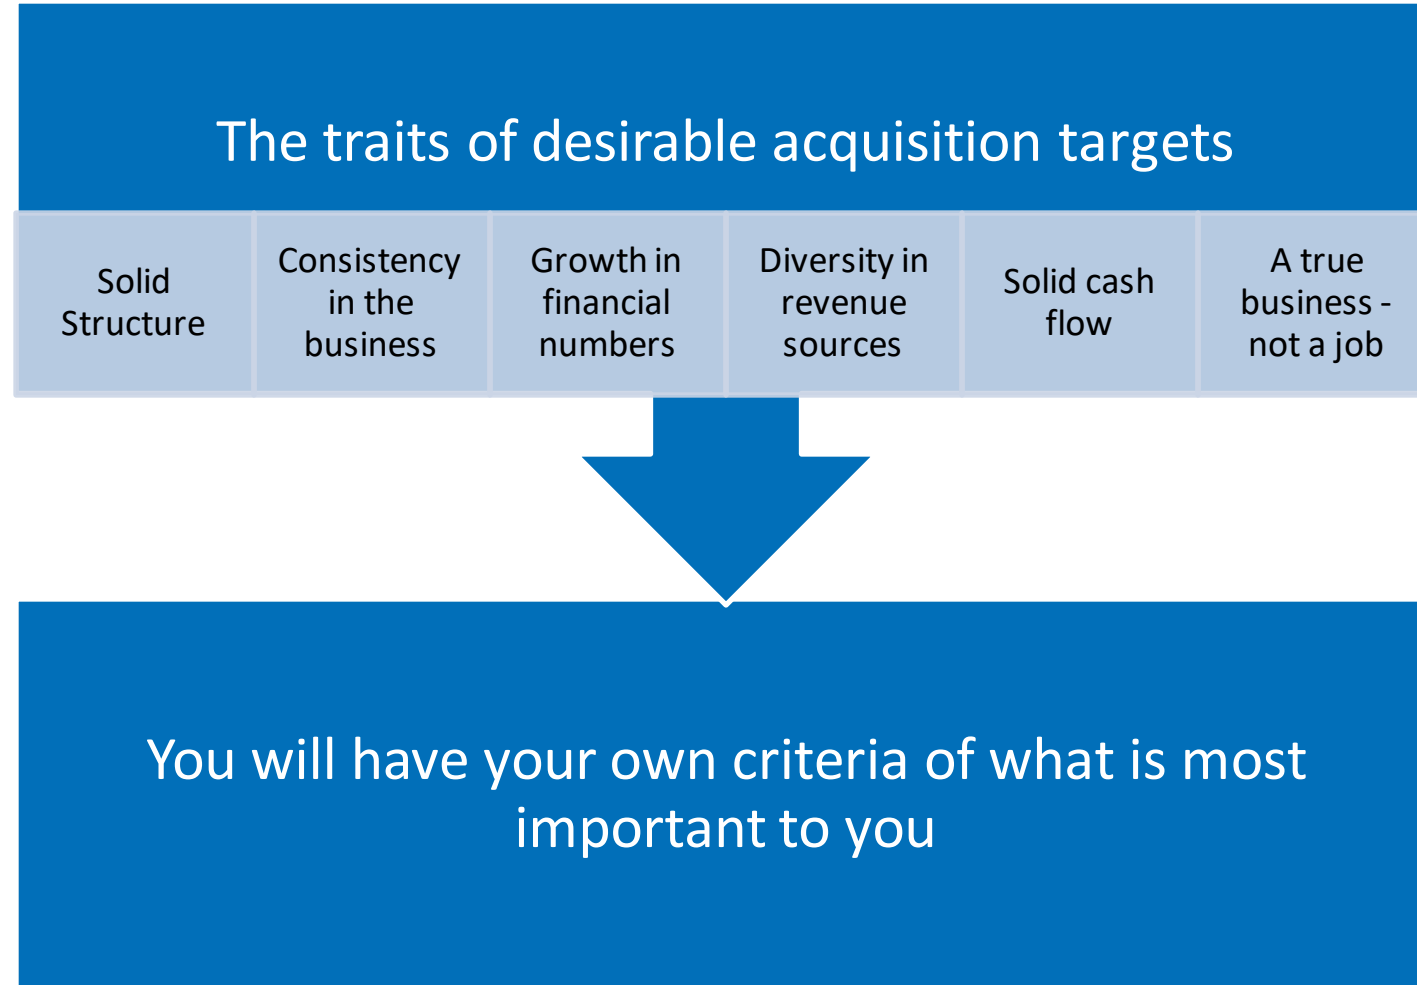 The traits of desirable acquisition targets
Solid
Structure
Consistency
in the
business
Growth in
financial
numbers
Diversity in
revenue
sources
Solid cash
flow
A true
business -
not a job
You will have your own criteria of what is most
important to you